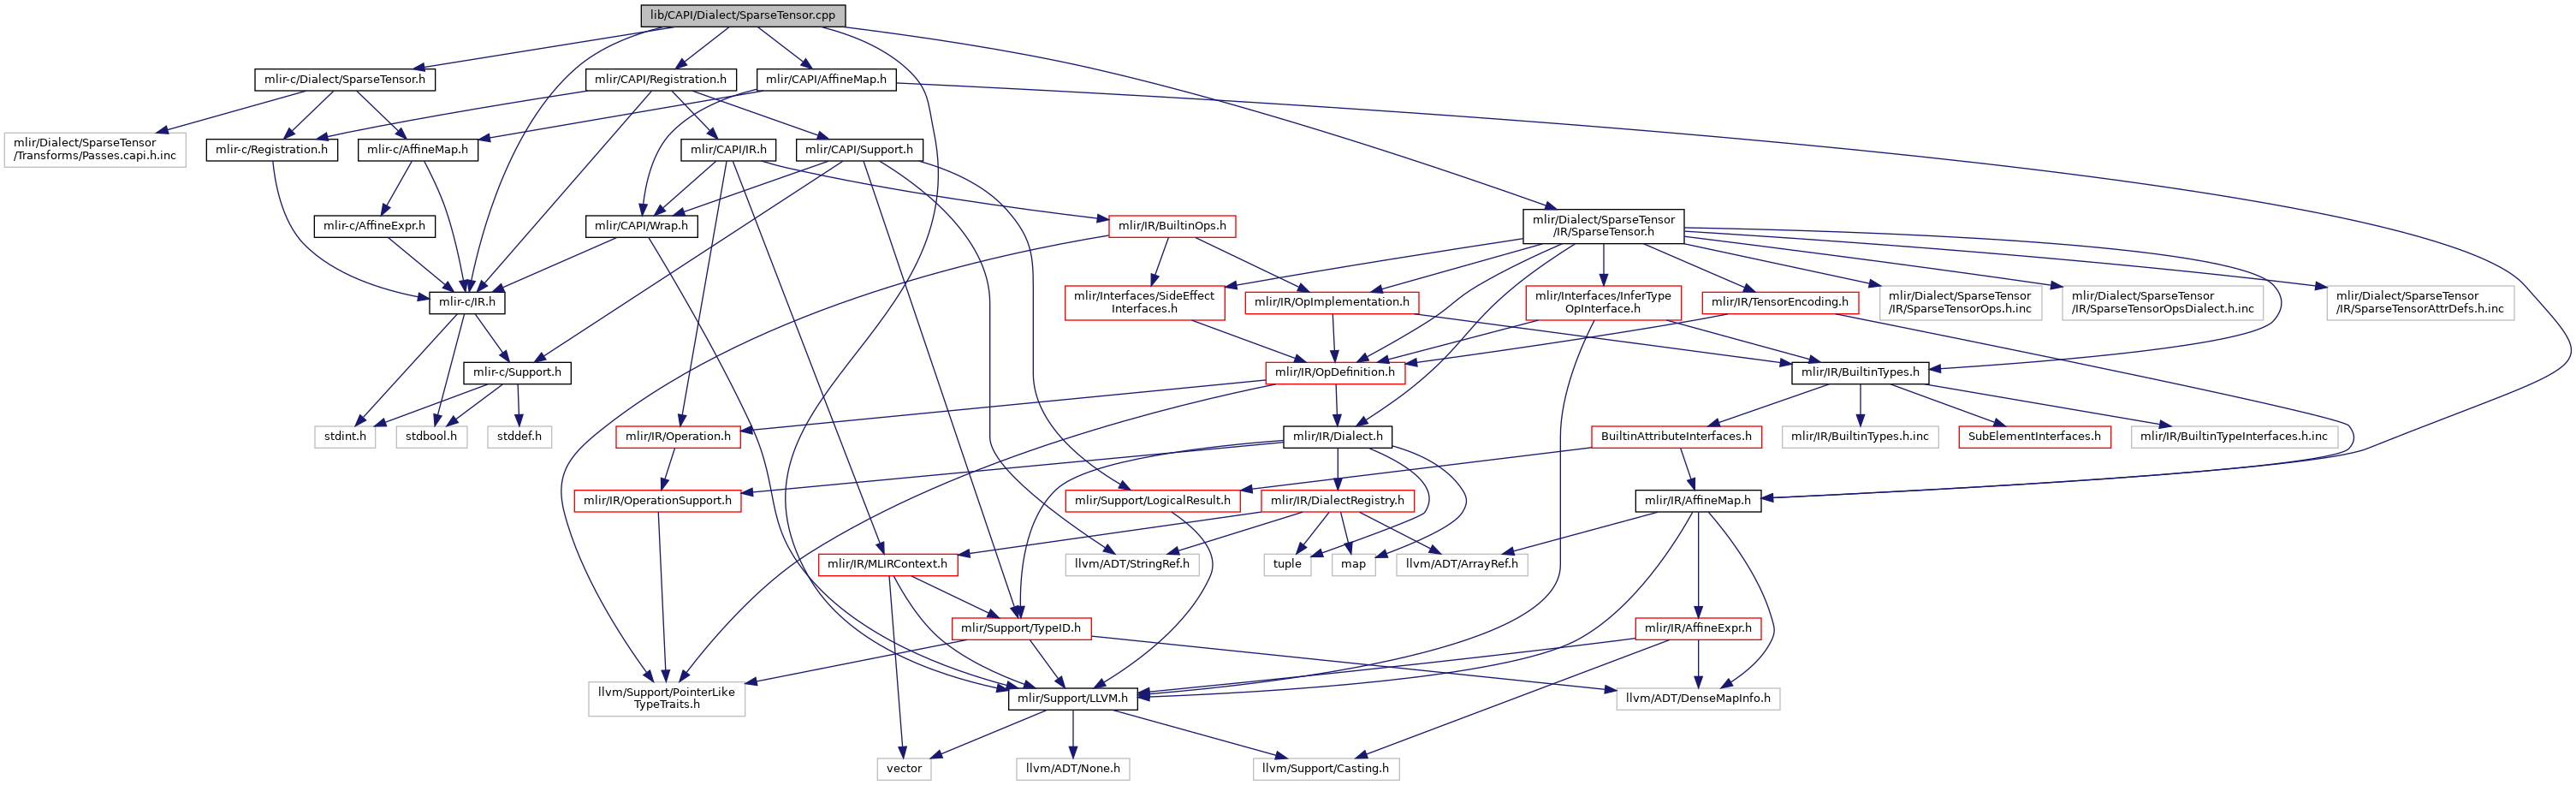 lib/CAPI/Dialect/SparseTensor.cpp
mlir-c/Dialect/SparseTensor.h
mlir/CAPI/Registration.h
mlir/CAPI/AffineMap.h
mlir/Dialect/SparseTensor
/Transforms/Passes.capi.h.inc
mlir-c/Registration.h
mlir-c/AffineMap.h
mlir/CAPI/IR.h
mlir/CAPI/Support.h
mlir-c/AffineExpr.h
mlir/CAPI/Wrap.h
mlir/IR/BuiltinOps.h
mlir/Dialect/SparseTensor
/IR/SparseTensor.h
mlir-c/IR.h
mlir/Interfaces/SideEffect
Interfaces.h
mlir/IR/OpImplementation.h
mlir/Interfaces/InferType
OpInterface.h
mlir/IR/TensorEncoding.h
mlir/Dialect/SparseTensor
/IR/SparseTensorOps.h.inc
mlir/Dialect/SparseTensor
/IR/SparseTensorOpsDialect.h.inc
mlir/Dialect/SparseTensor
/IR/SparseTensorAttrDefs.h.inc
mlir-c/Support.h
mlir/IR/OpDefinition.h
mlir/IR/BuiltinTypes.h
stdint.h
stdbool.h
stddef.h
mlir/IR/Operation.h
mlir/IR/Dialect.h
BuiltinAttributeInterfaces.h
mlir/IR/BuiltinTypes.h.inc
SubElementInterfaces.h
mlir/IR/BuiltinTypeInterfaces.h.inc
mlir/IR/OperationSupport.h
mlir/Support/LogicalResult.h
mlir/IR/DialectRegistry.h
mlir/IR/AffineMap.h
mlir/IR/MLIRContext.h
llvm/ADT/StringRef.h
tuple
map
llvm/ADT/ArrayRef.h
mlir/Support/TypeID.h
mlir/IR/AffineExpr.h
llvm/Support/PointerLike
TypeTraits.h
mlir/Support/LLVM.h
llvm/ADT/DenseMapInfo.h
vector
llvm/ADT/None.h
llvm/Support/Casting.h